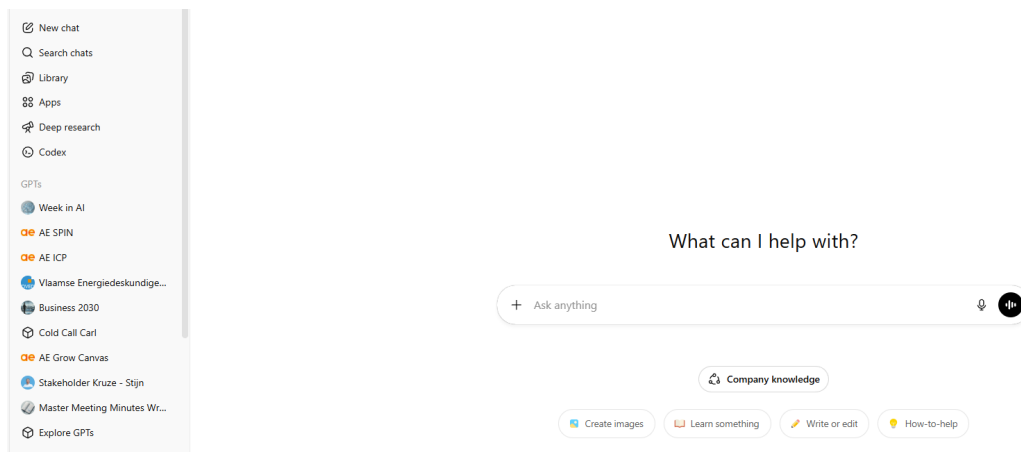 New chat
Search chats
Library
Apps
Deep research
Codex
GPTs
Week in AI
ae AE SPIN
ae AE ICP
Vlaamse Energiedeskundige...
Business 2030
Cold Call Carl
ae AE Grow Canvas
Stakeholder Kruze - Stijn
Master Meeting Minutes Wr...
Explore GPTs
What can I help with?
Ask anything
Company knowledge
Create images
Learn something
Write or edit
How-to-help